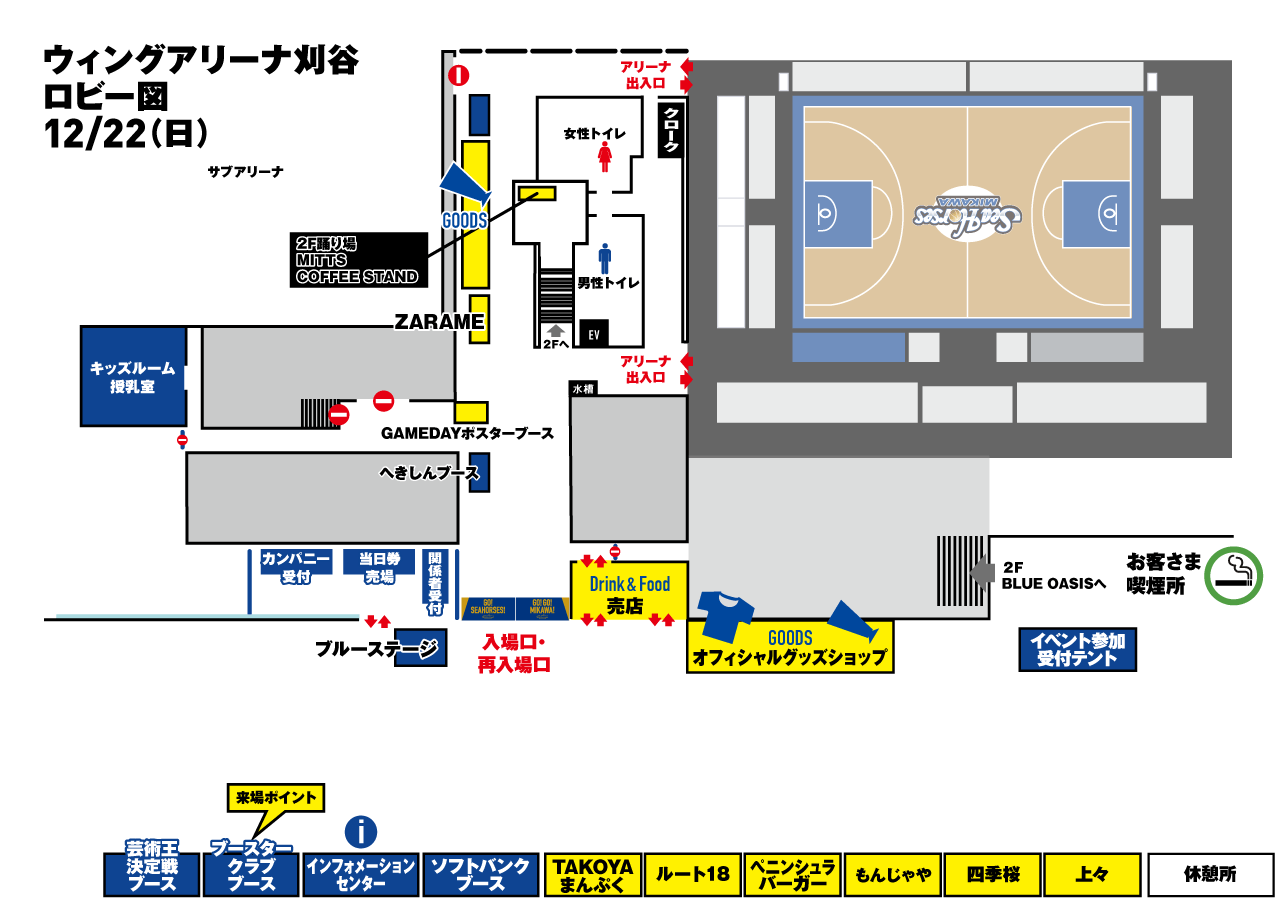 ウィングアリーナ刈谷
ロビー図
12/22(日)
サブアリーナ
アリーナ
出入口
クローク
女性トイレ
GOODS
2F踊り場
MITTS
COFFEE STAND
男性トイレ
SeaHorses
MIKAWA
ZARAME
EV
2Fへ
アリーナ
出入口
キッズルーム
授乳室
水槽
GAMEDAYポスターブース
へきしんブース
カンパニー
受付
当日券
売場
関係者受付
Drink & Food
売店
GO!
SEAHORSES!
GO! GO!
MIKAWA!
2F
BLUE OASISへ
お客さま
喫煙所
ブルーステージ
入場口・
再入場口
GOODS
オフィシャルグッズショップ
イベント参加
受付テント
来場ポイント
i
芸術王
決定戦
ブース
ブースター
クラブ
ブース
インフォメーション
センター
ソフトバンク
ブース
TAKOYA
まんぷく
ルート18
ペニンシュラ
バーガー
もんじゃや
四季桜
上々
休憩所